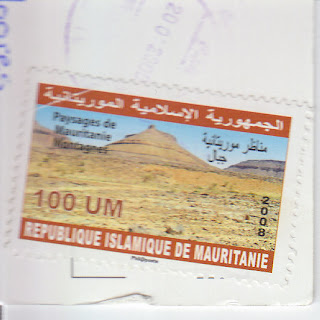 الجمهورية الإسلامية الموريتانية
Paysages de
Mauritanie
Montagnes
مناظر موريتانية
جبال
100 UM
2008
REPUBLIQUE ISLAMIQUE DE MAURITANIE